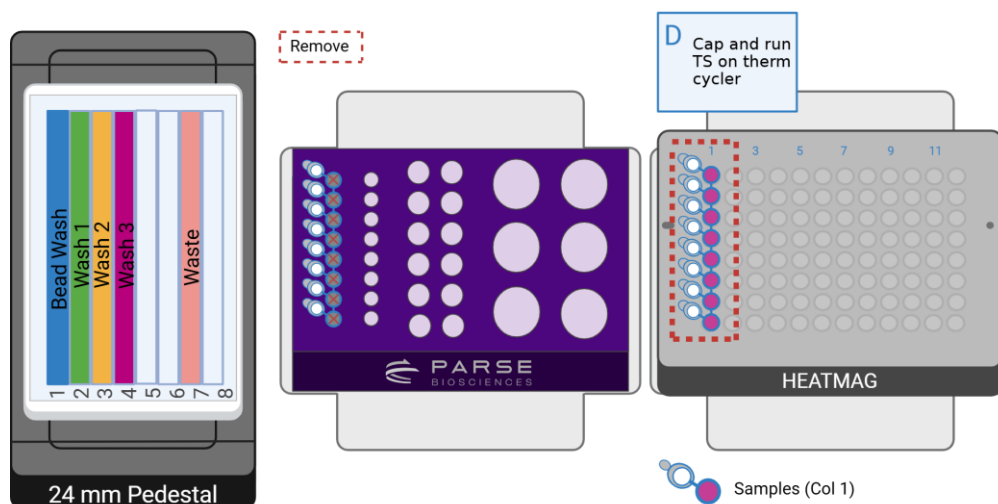 Remove
D
Cap and run
TS on therm
cycler
Bead Wash
Wash 1
Wash 2
Wash 3
Waste
1 2 3 4 5 6 7 8
24 mm Pedestal
PARSE
BIOSCIENCES
1 3 5 7 9 11
HEATMAG
Samples (Col 1)